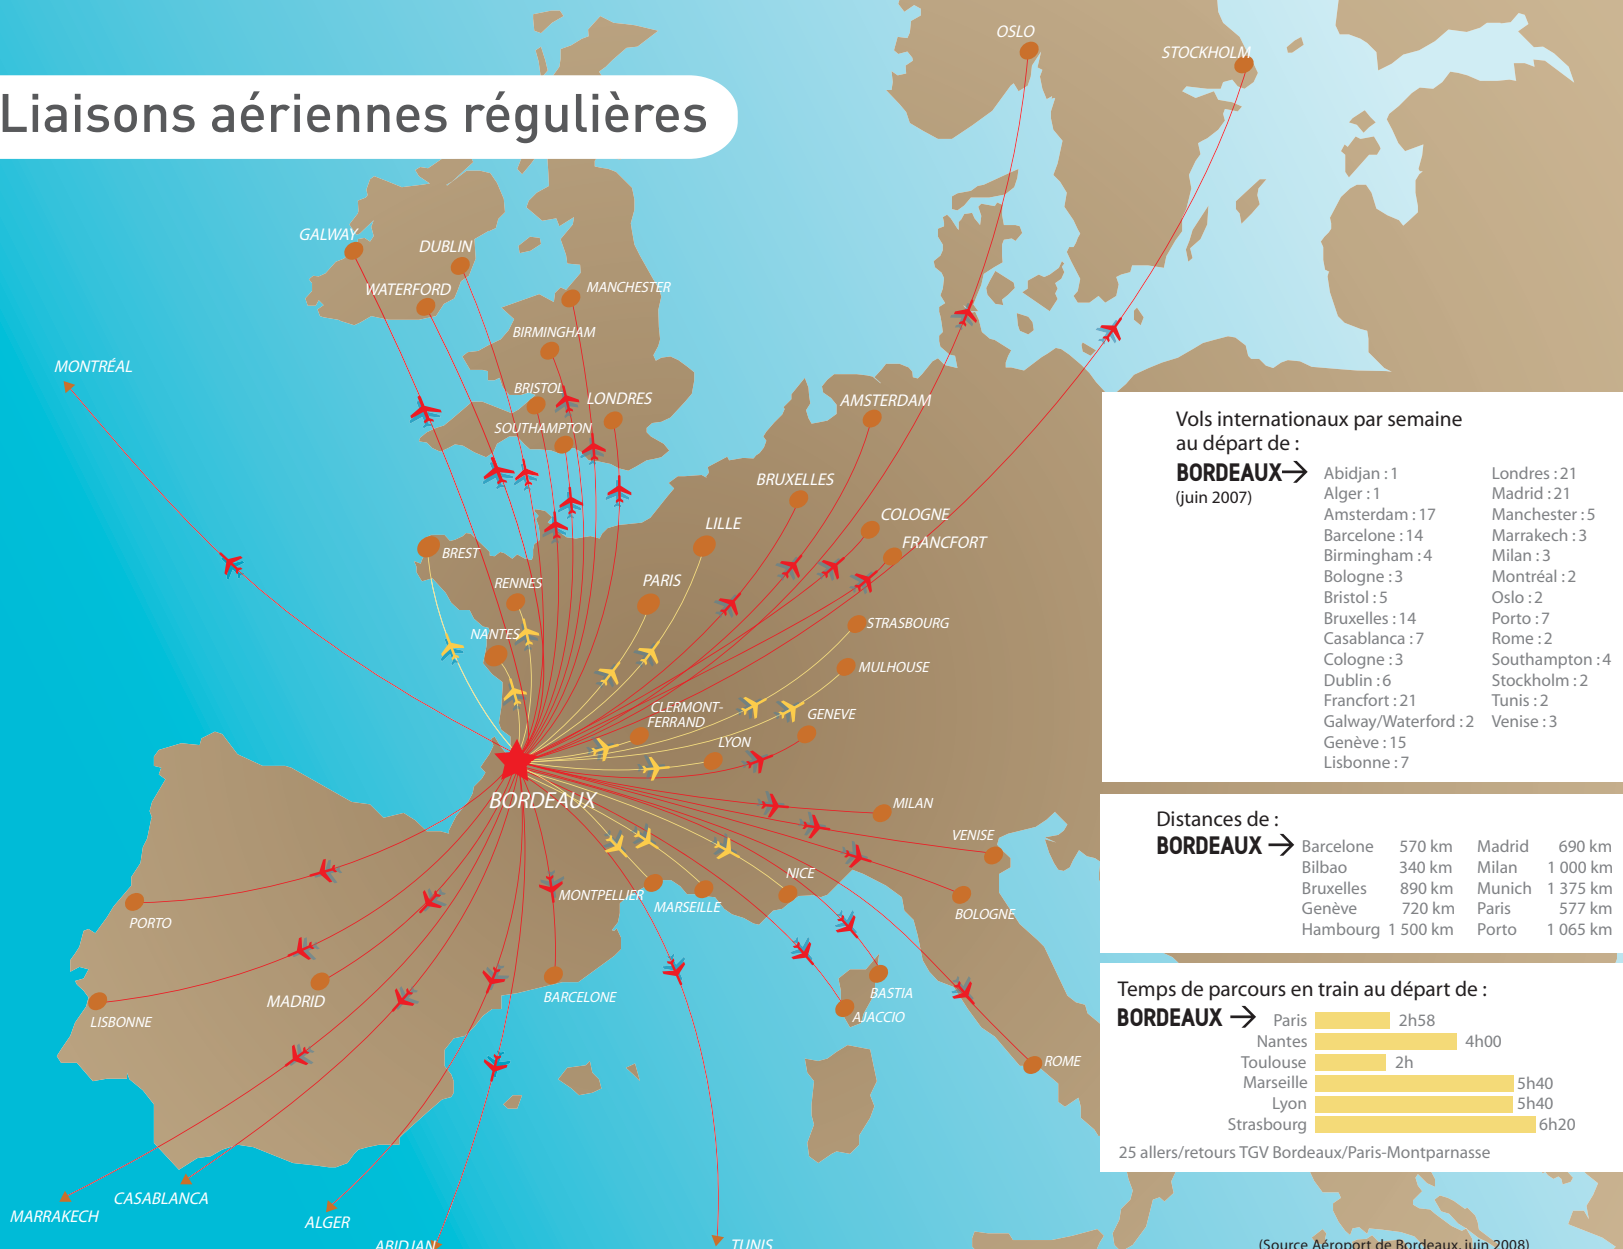 Liaisons aériennes régulières
OSLO
STOCKHOLM
GALWAY
DUBLIN
WATERFORD
MANCHESTER
BIRMINGHAM
MONTRÉAL
BRISTOL
LONDRES
SOUTHAMPTON
AMSTERDAM
BRUXELLES
COLOGNE
LILLE
FRANCFORT
BREST
RENNES
PARIS
NANTES
STRASBOURG
MULHOUSE
CLERMONT-
FERRAND
GENEVE
LYON
BORDEAUX
MILAN
VENISE
NICE
MONTPELLIER
MARSEILLE
BOLOGNE
PORTO
MADRID
BARCELONE
BASTIA
AJACCIO
LISBONNE
ROME
CASABLANCA
MARRAKECH
ALGER
ABIDJAN
TUNIS
Vols internationaux par semaine
au départ de :
BORDEAUX
(juin 2007)
Abidjan : 1
Alger : 1
Amsterdam : 17
Barcelone : 14
Birmingham : 4
Bologne : 3
Bristol : 5
Bruxelles : 14
Casablanca : 7
Cologne : 3
Dublin : 6
Francfort : 21
Galway/Waterford : 2
Genève : 15
Lisbonne : 7
Londres : 21
Madrid : 21
Manchester : 5
Marrakech : 3
Milan : 3
Montréal : 2
Oslo : 2
Porto : 7
Rome : 2
Southampton : 4
Stockholm : 2
Tunis : 2
Venise : 3
Distances de :
BORDEAUX
Barcelone 570 km
Bilbao 340 km
Bruxelles 890 km
Genève 720 km
Hambourg 1 500 km
Madrid 690 km
Milan 1 000 km
Munich 1 375 km
Paris 577 km
Porto 1 065 km
Temps de parcours en train au départ de :
BORDEAUX
Paris 2h58
Nantes 4h00
Toulouse 2h
Marseille 5h40
Lyon 5h40
Strasbourg 6h20
25 allers/retours TGV Bordeaux/Paris-Montparnasse
(Source Aéroport de Bordeaux, juin 2008)